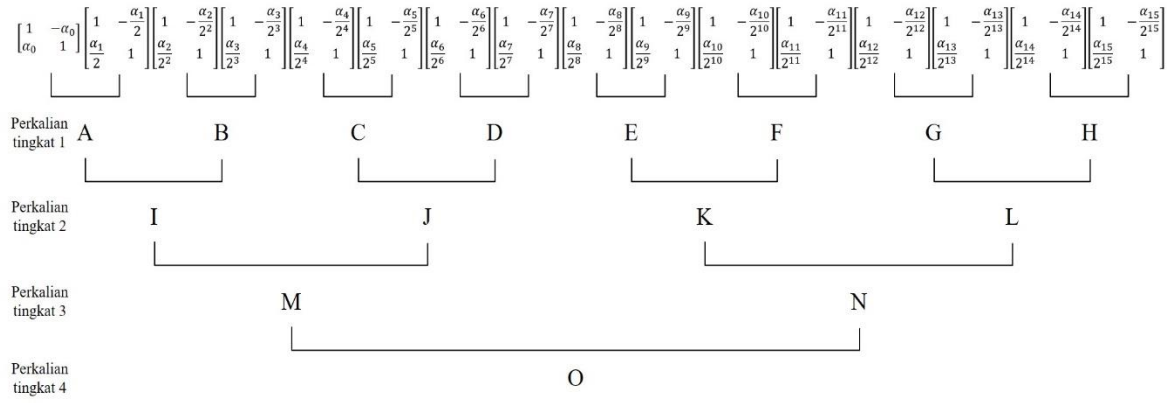 [1 -α₀; α₀ 1][1 -α₁/2; α₁/2 1][1 -α₂/2²; α₂/2² 1][1 -α₃/2³; α₃/2³ 1][1 -α₄/2⁴; α₄/2⁴ 1][1 -α₅/2⁵; α₅/2⁵ 1][1 -α₆/2⁶; α₆/2⁶ 1][1 -α₇/2⁷; α₇/2⁷ 1][1 -α₈/2⁸; α₈/2⁸ 1][1 -α₉/2⁹; α₉/2⁹ 1][1 -α₁₀/2¹⁰; α₁₀/2¹⁰ 1][1 -α₁₁/2¹¹; α₁₁/2¹¹ 1][1 -α₁₂/2¹²; α₁₂/2¹² 1][1 -α₁₃/2¹³; α₁₃/2¹³ 1][1 -α₁₄/2¹⁴; α₁₄/2¹⁴ 1][1 -α₁₅/2¹⁵; α₁₅/2¹⁵ 1]
Perkalian
tingkat 1
A B C D E F G H
Perkalian
tingkat 2
I J K L
Perkalian
tingkat 3
M N
Perkalian
tingkat 4
O